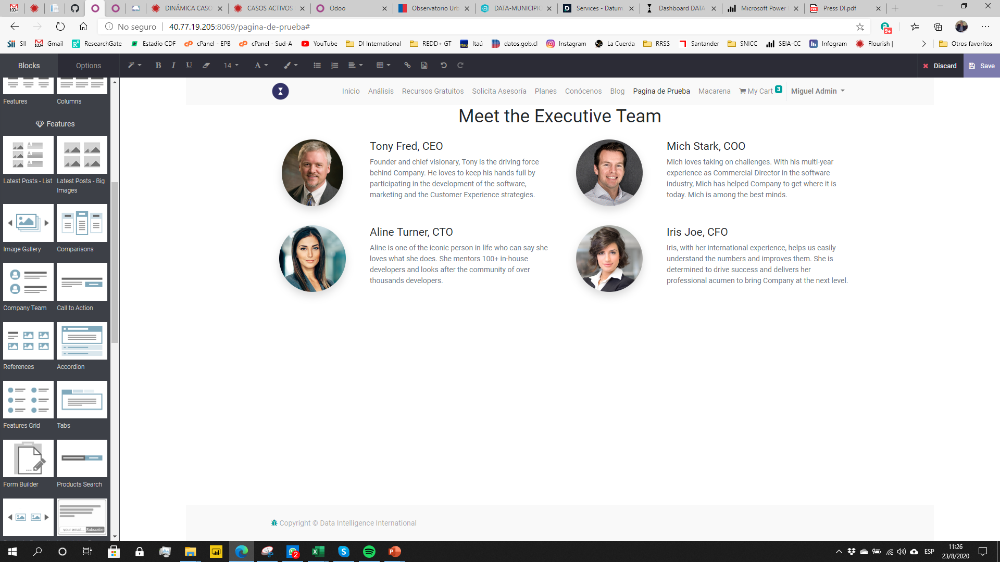 DINÁMICA CASO
CASOS ACTIVOS
Odoo
Observatorio Urb
DATA-MUNICIPIO
Services - Datum
Dashboard DATA
Microsoft Power
Press DI.pdf
No seguro
40.77.19.205:8069/pagina-de-prueba#
9+
SII
Gmail
ResearchGate
Estadio CDF
cPanel - EPB
cPanel - Sud-A
YouTube
DI International
REDD+ GT
Itaú
datos.gob.cl
Instagram
La Cuerda
RRSS
Santander
SNICC
SEIA-CC
Infogram
Flourish |
Otros favoritos
Blocks
Options
B I U
14
A
Discard
Save
Inicio
Análisis
Recursos Gratuitos
Solicita Asesoría
Planes
Conócenos
Blog
Pagina de Prueba
Macarena
My Cart 3
Miguel Admin
Features
Columns
Features
Latest Posts - List
Latest Posts - Big
Images
Image Gallery
Comparisons
Company Team
Call to Action
References
Accordion
Features Grid
Tabs
Form Builder
Products Search
your email...
Subscribe
Meet the Executive Team
Tony Fred, CEO
Founder and chief visionary, Tony is the driving force
behind Company. He loves to keep his hands full by
participating in the development of the software,
marketing and the Customer Experience strategies.
Mich Stark, COO
Mich loves taking on challenges. With his multi-year
experience as Commercial Director in the software
industry, Mich has helped Company to get where it is
today. Mich is among the best minds.
Aline Turner, CTO
Aline is one of the iconic person in life who can say she
loves what she does. She mentors 100+ in-house
developers and looks after the community of over
thousands developers.
Iris Joe, CFO
Iris, with her international experience, helps us easily
understand the numbers and improves them. She is
determined to drive success and delivers her
professional acumen to bring Company at the next level.
Copyright © Data Intelligence International
2
ESP
11:26
23/8/2020